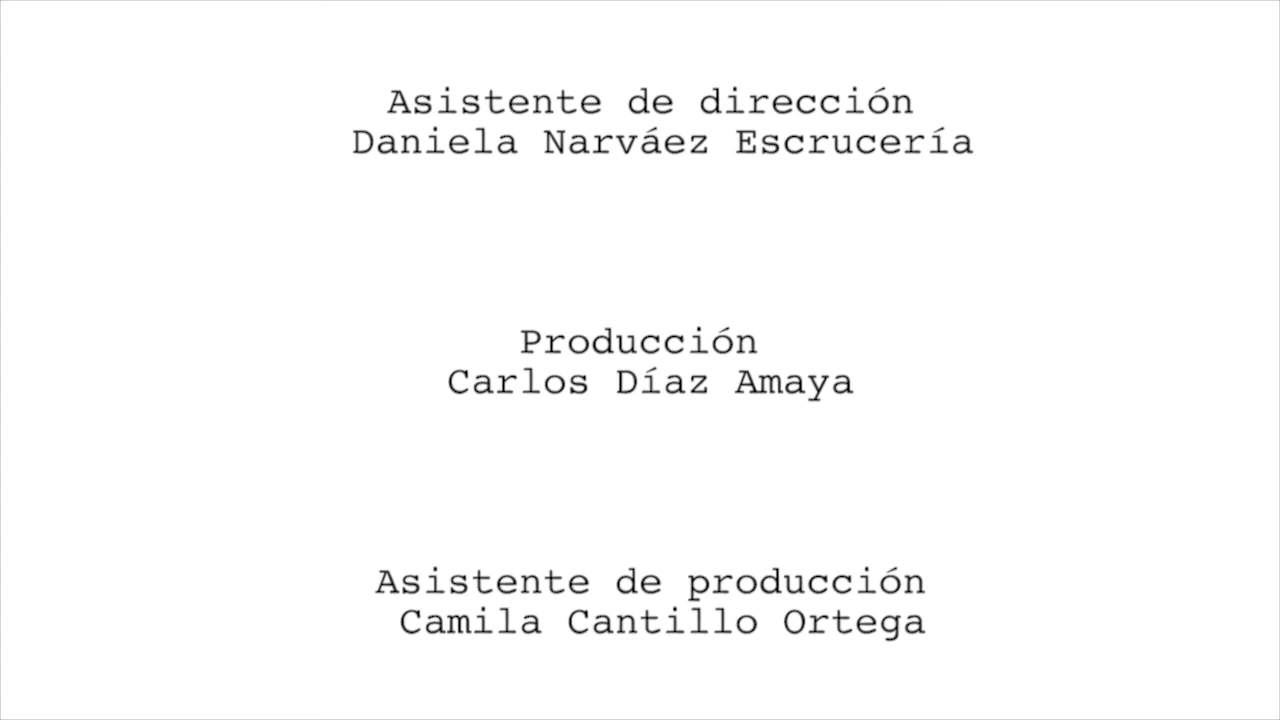 Asistente de dirección
Daniela Narváez Escrucería
Producción
Carlos Díaz Amaya
Asistente de producción
Camila Cantillo Ortega